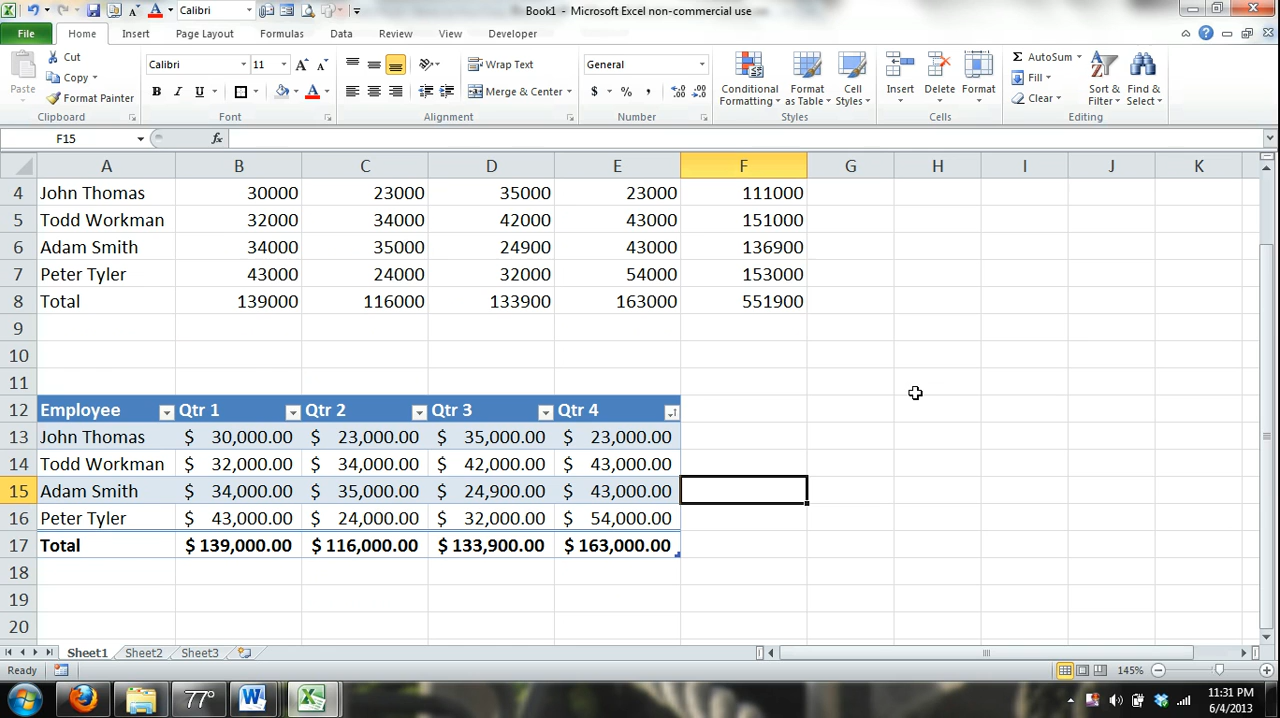 Calibri
Book1 - Microsoft Excel non-commercial use
File Home Insert Page Layout Formulas Data Review View Developer
Paste
Cut
Copy
Format Painter
Clipboard
Calibri 11
B I U A
Font
Wrap Text
Merge & Center
Alignment
General
$ % ,
Number
Conditional Formatting
Format as Table
Cell Styles
Styles
Insert Delete Format
Cells
Σ AutoSum
Fill
Clear
Sort & Filter
Find & Select
Editing
F15 fx
A B C D E F G H I J K
4 John Thomas 30000 23000 35000 23000 111000
5 Todd Workman 32000 34000 42000 43000 151000
6 Adam Smith 34000 35000 24900 43000 136900
7 Peter Tyler 43000 24000 32000 54000 153000
8 Total 139000 116000 133900 163000 551900
9
10
11
12 Employee Qtr 1 Qtr 2 Qtr 3 Qtr 4
13 John Thomas $ 30,000.00 $ 23,000.00 $ 35,000.00 $ 23,000.00
14 Todd Workman $ 32,000.00 $ 34,000.00 $ 42,000.00 $ 43,000.00
15 Adam Smith $ 34,000.00 $ 35,000.00 $ 24,900.00 $ 43,000.00
16 Peter Tyler $ 43,000.00 $ 24,000.00 $ 32,000.00 $ 54,000.00
17 Total $ 139,000.00 $ 116,000.00 $ 133,900.00 $ 163,000.00
18
19
20
Sheet1 Sheet2 Sheet3
Ready 145%
77°
11:31 PM
6/4/2013